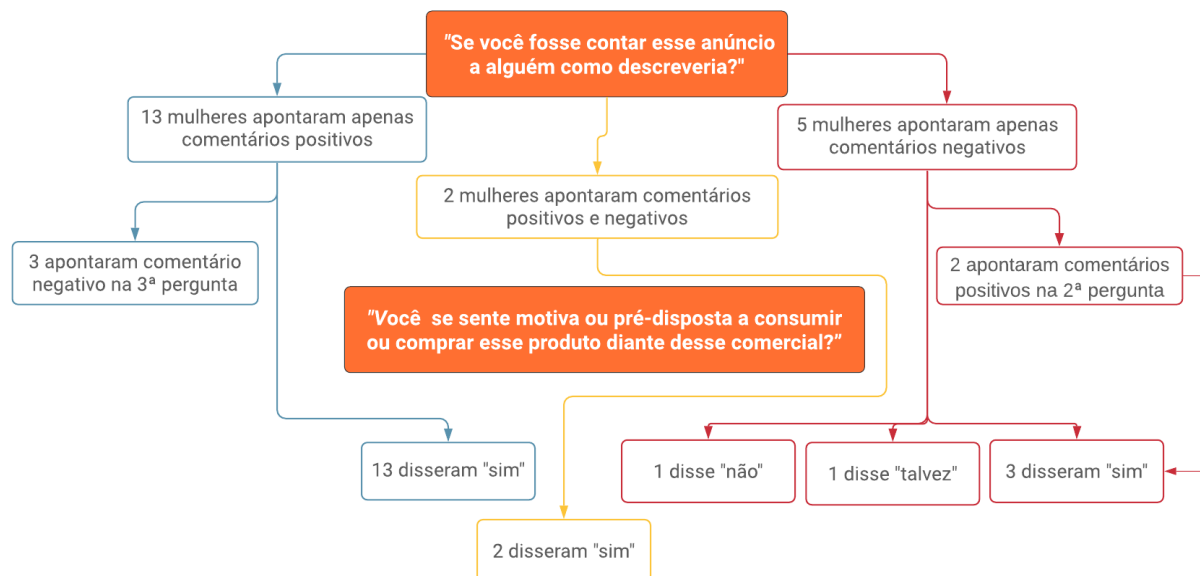 "Se você fosse contar esse anúncio
a alguém como descreveria?"
13 mulheres apontaram apenas
comentários positivos
5 mulheres apontaram apenas
comentários negativos
2 mulheres apontaram comentários
positivos e negativos
3 apontaram comentário
negativo na 3ª pergunta
2 apontaram comentários
positivos na 2ª pergunta
"Você  se sente motiva ou pré-disposta a consumir
ou comprar esse produto diante desse comercial?”
13 disseram "sim"
1 disse "não"
1 disse "talvez"
3 disseram "sim"
2 disseram "sim"